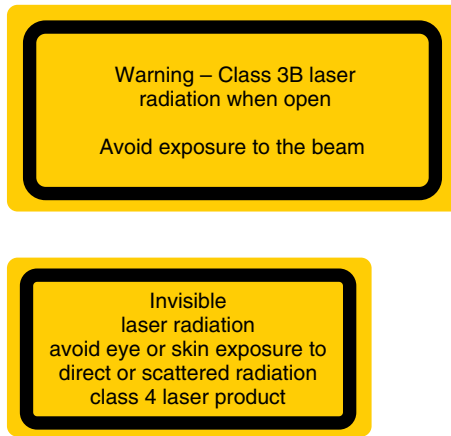 Warning – Class 3B laser
radiation when open
Avoid exposure to the beam
Invisible
laser radiation
avoid eye or skin exposure to
direct or scattered radiation
class 4 laser product